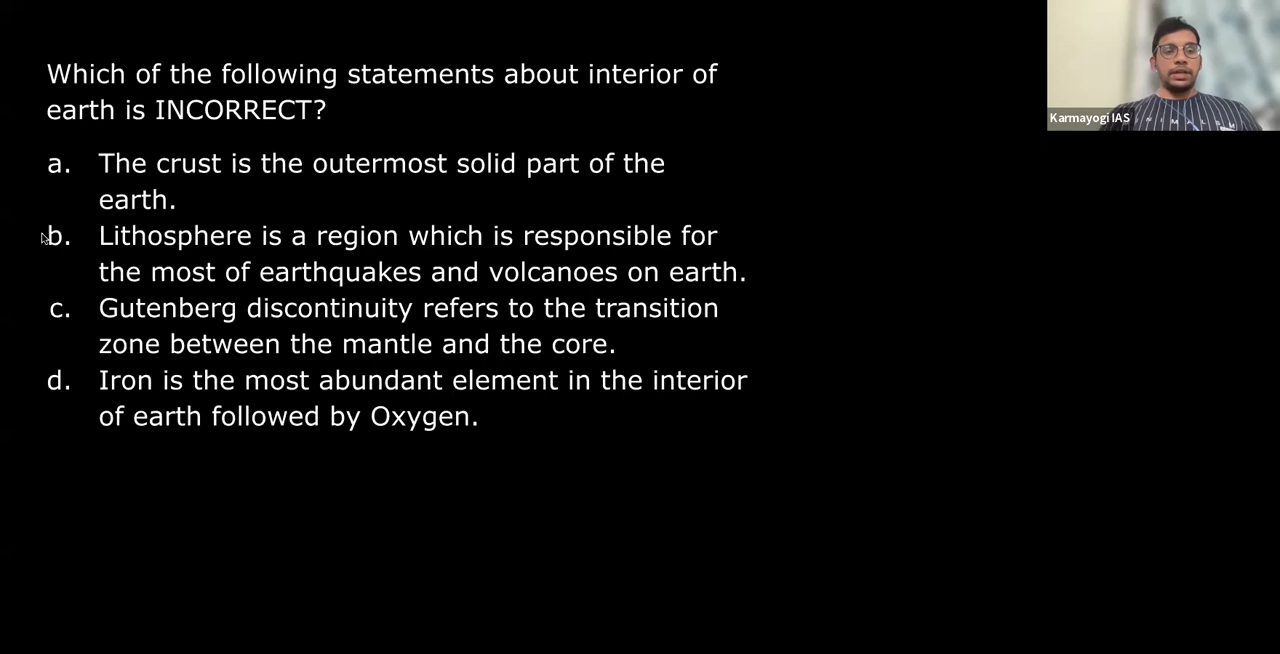 Which of the following statements about interior of
earth is INCORRECT?
a. The crust is the outermost solid part of the
earth.
b. Lithosphere is a region which is responsible for
the most of earthquakes and volcanoes on earth.
c. Gutenberg discontinuity refers to the transition
zone between the mantle and the core.
d. Iron is the most abundant element in the interior
of earth followed by Oxygen.
Karmayogi IAS